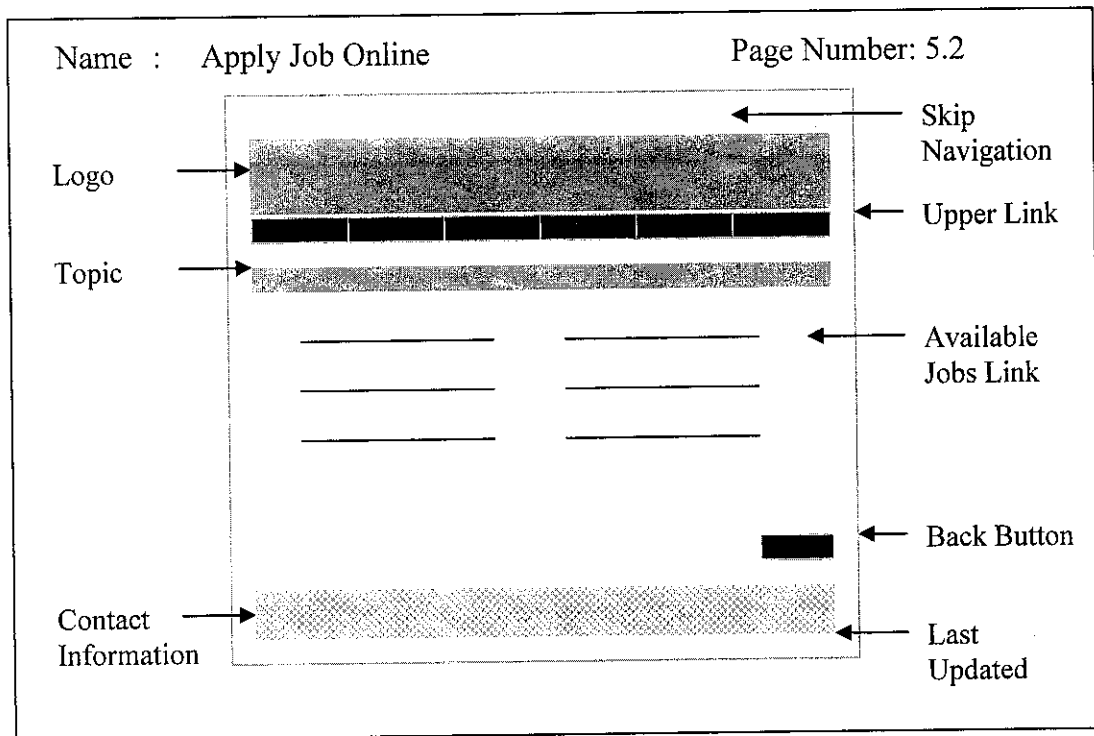 Name : Apply Job Online
Page Number: 5.2
Skip
Navigation
Logo
Upper Link
Topic
Available
Jobs Link
Back Button
Contact
Information
Last
Updated